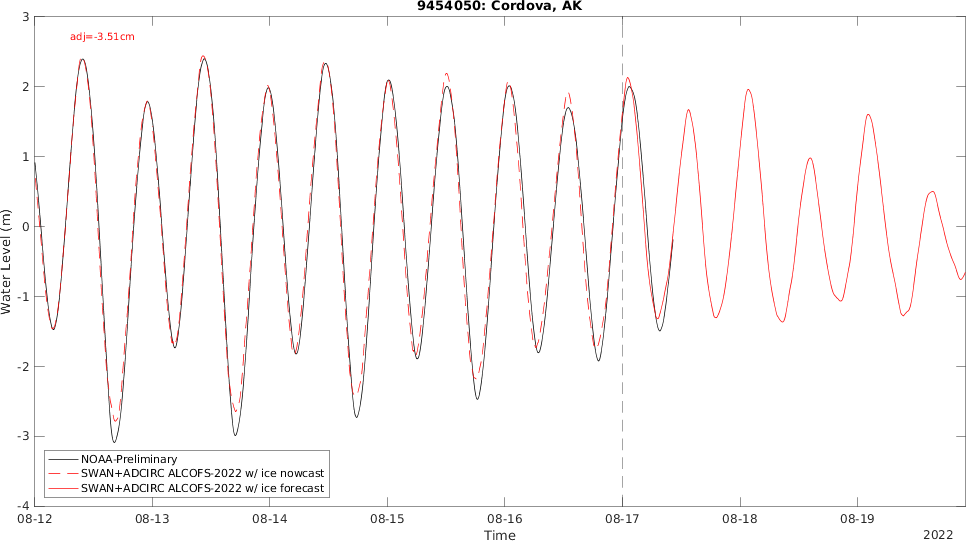 9454050: Cordova, AK
adj=-3.51cm
3
2
1
0
-1
-2
-3
-4
Water Level (m)
NOAA-Preliminary
SWAN+ADCIRC ALCOFS-2022 w/ ice nowcast
SWAN+ADCIRC ALCOFS-2022 w/ ice forecast
08-12 08-13 08-14 08-15 08-16 08-17 08-18 08-19
Time
2022